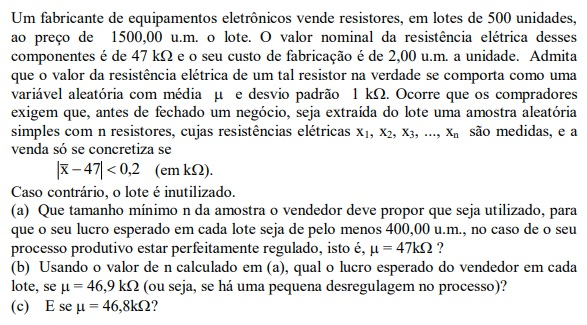 Um fabricante de equipamentos eletrônicos vende resistores, em lotes de 500 unidades,
ao preço de 1500,00 u.m. o lote. O valor nominal da resistência elétrica desses
componentes é de 47 kΩ e o seu custo de fabricação é de 2,00 u.m. a unidade. Admita
que o valor da resistência elétrica de um tal resistor na verdade se comporta como uma
variável aleatória com média μ e desvio padrão 1 kΩ. Ocorre que os compradores
exigem que, antes de fechado um negócio, seja extraída do lote uma amostra aleatória
simples com n resistores, cujas resistências elétricas x₁, x₂, x₃, ..., xₙ são medidas, e a
venda só se concretiza se
|x̅ – 47| < 0,2 (em kΩ).
Caso contrário, o lote é inutilizado.
(a) Que tamanho mínimo n da amostra o vendedor deve propor que seja utilizado, para
que o seu lucro esperado em cada lote seja de pelo menos 400,00 u.m., no caso de o seu
processo produtivo estar perfeitamente regulado, isto é, μ = 47kΩ ?
(b) Usando o valor de n calculado em (a), qual o lucro esperado do vendedor em cada
lote, se μ = 46,9 kΩ (ou seja, se há uma pequena desregulagem no processo)?
(c) E se μ = 46,8kΩ?